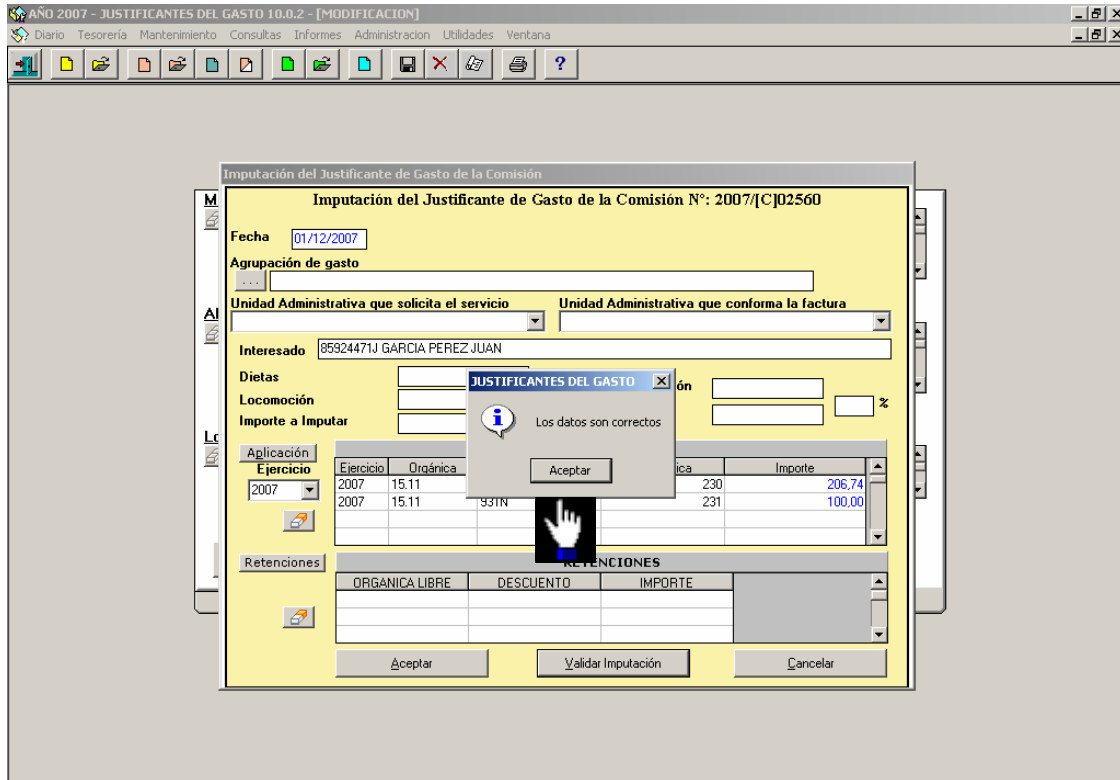 AÑO 2007 - JUSTIFICANTES DEL GASTO 10.0.2 - [MODIFICACION]
Diario Tesorería Mantenimiento Consultas Informes Administracion Utilidades Ventana
?
Imputación del Justificante de Gasto de la Comisión
M
Al
Lo
Imputación del Justificante de Gasto de la Comisión Nº: 2007/[C]02560
Fecha 01/12/2007
Agrupación de gasto
...
Unidad Administrativa que solicita el servicio Unidad Administrativa que conforma la factura
Interesado 85924471J GARCIA PEREZ JUAN
Dietas ón
Locomoción %
Importe a Imputar
JUSTIFICANTES DEL GASTO
Los datos son correctos
Aceptar
Aplicación
Ejercicio
2007
Ejercicio Orgánica ica Importe
2007 15.11 230 206,74
2007 15.11 931N 231 100,00
Retenciones RETENCIONES
ORGANICA LIBRE DESCUENTO IMPORTE
Aceptar Validar Imputación Cancelar